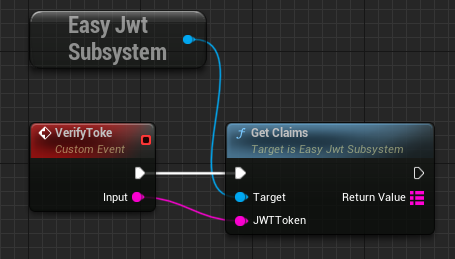 Easy Jwt
Subsystem
VerifyToke
Custom Event
Input
f Get Claims
Target is Easy Jwt Subsystem
Target
Return Value
JWTToken